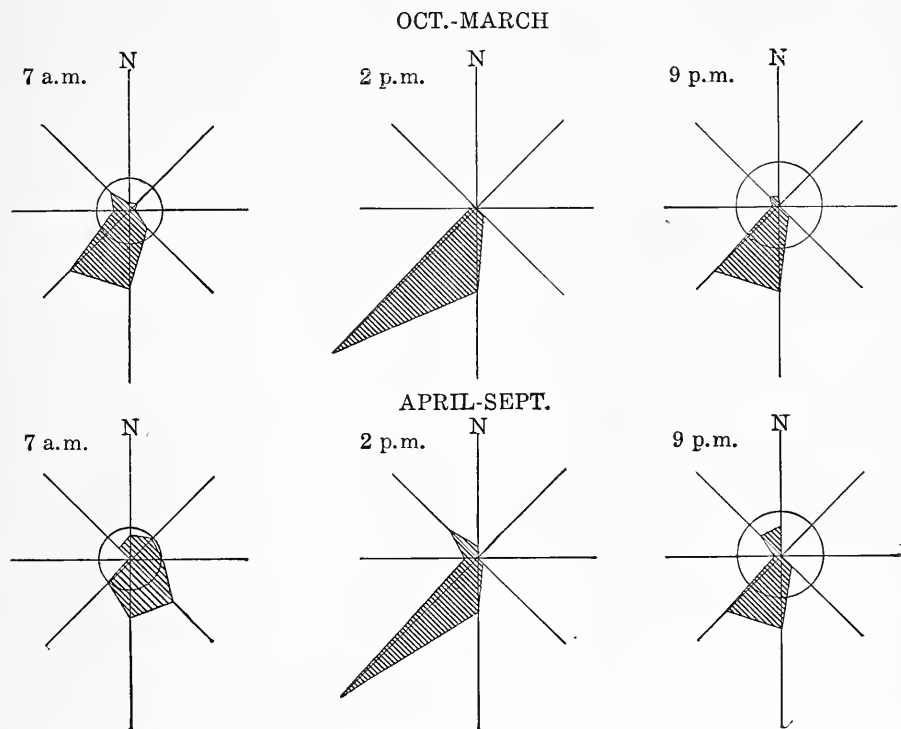 OCT.-MARCH
7 a.m.
N
2 p.m.
N
9 p.m.
N
APRIL-SEPT.
7 a.m.
N
2 p.m.
N
9 p.m.
N